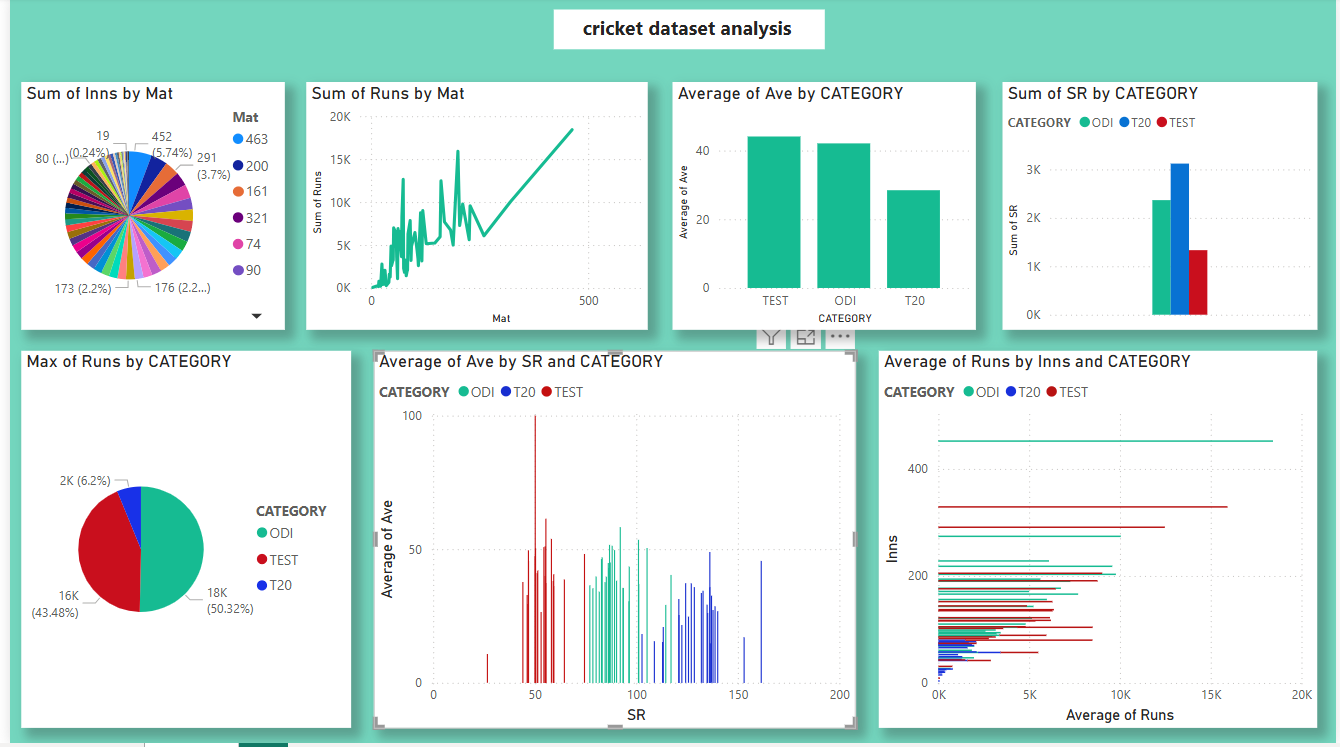 cricket dataset analysis
Sum of Inns by Mat
19
(0.24%)
452
(5.74%)
80 (...)
291
(3.7%)
173 (2.2%)
176 (2.2...)
Mat
463
200
161
321
74
90
Sum of Runs by Mat
20K
15K
10K
5K
0K
Sum of Runs
0
500
Mat
Average of Ave by CATEGORY
40
20
0
Average of Ave
TEST
ODI
T20
CATEGORY
Sum of SR by CATEGORY
CATEGORY ODI T20 TEST
3K
2K
1K
0K
Sum of SR
Max of Runs by CATEGORY
2K (6.2%)
16K
(43.48%)
18K
(50.32%)
CATEGORY
ODI
TEST
T20
Average of Ave by SR and CATEGORY
CATEGORY ODI T20 TEST
100
50
0
Average of Ave
0
50
100
150
200
SR
Average of Runs by Inns and CATEGORY
CATEGORY ODI T20 TEST
400
200
0
Inns
0K
5K
10K
15K
20K
Average of Runs